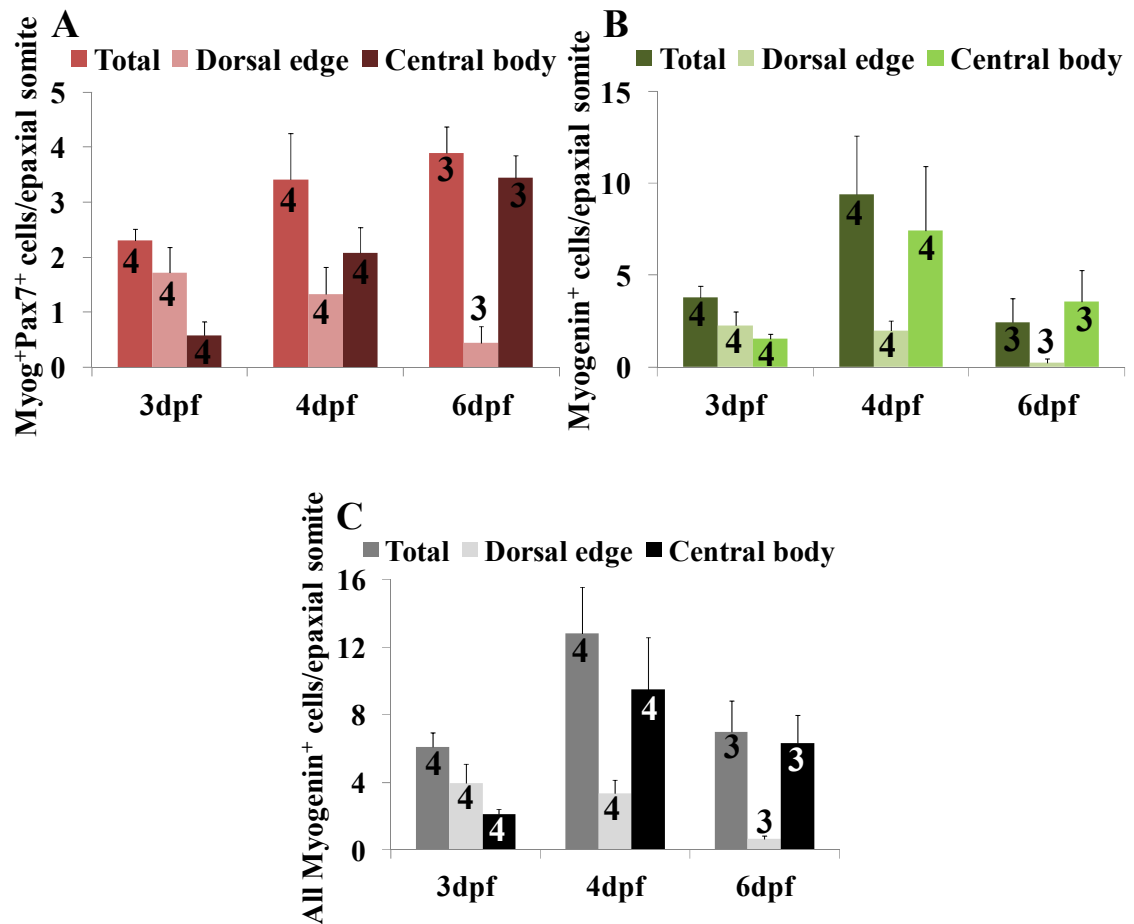 A
Total Dorsal edge Central body
Myog⁺Pax7⁺ cells/epaxial somite
5
4
3
2
1
0
4 4 4
4 4 4
3 3 3
3dpf 4dpf 6dpf
B
Total Dorsal edge Central body
Myogenin⁺ cells/epaxial somite
15
10
5
0
4 4 4
4 4 4
3 3 3
3dpf 4dpf 6dpf
C
Total Dorsal edge Central body
All Myogenin⁺ cells/epaxial somite
16
12
8
4
0
4 4 4
4 4 4
3 3 3
3dpf 4dpf 6dpf